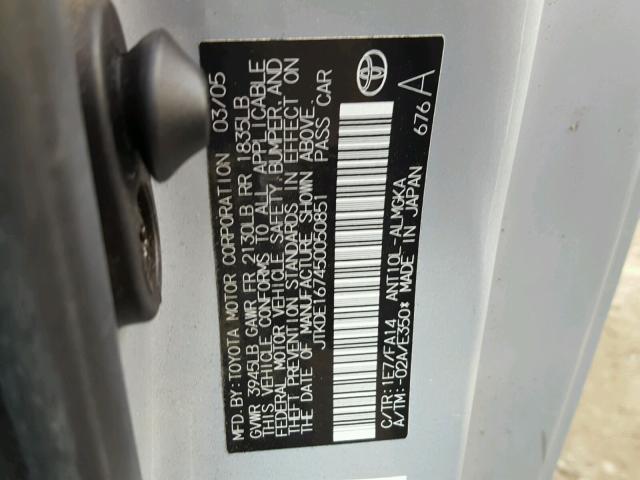 MFD.BY:TOYOTA MOTOR CORPORATION 03/05
GVWR 3945LB GAWR FR 2130LB RR 1835LB
THIS VEHICLE CONFORMS TO ALL APPLICABLE
FEDERAL MOTOR VEHICLE SAFETY,BUMPER,AND
THEFT PREVENTION STANDARDS IN EFFECT ON
THE DATE OF MANUFACTURE SHOWN ABOVE.
JTKDE167450050851 PASS CAR
C/TR:1E7/FA14 ANT10L-ALMGKA 676 A
A/TM:-02A/E350* MADE IN JAPAN